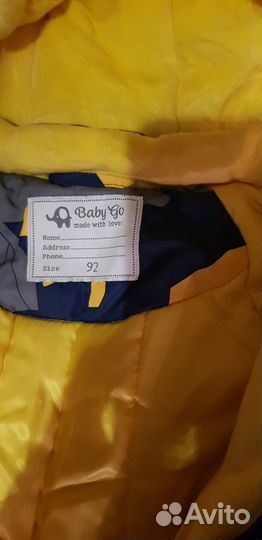 Baby Go
made with love!
Name
Address
Phone
Size 92
Avito